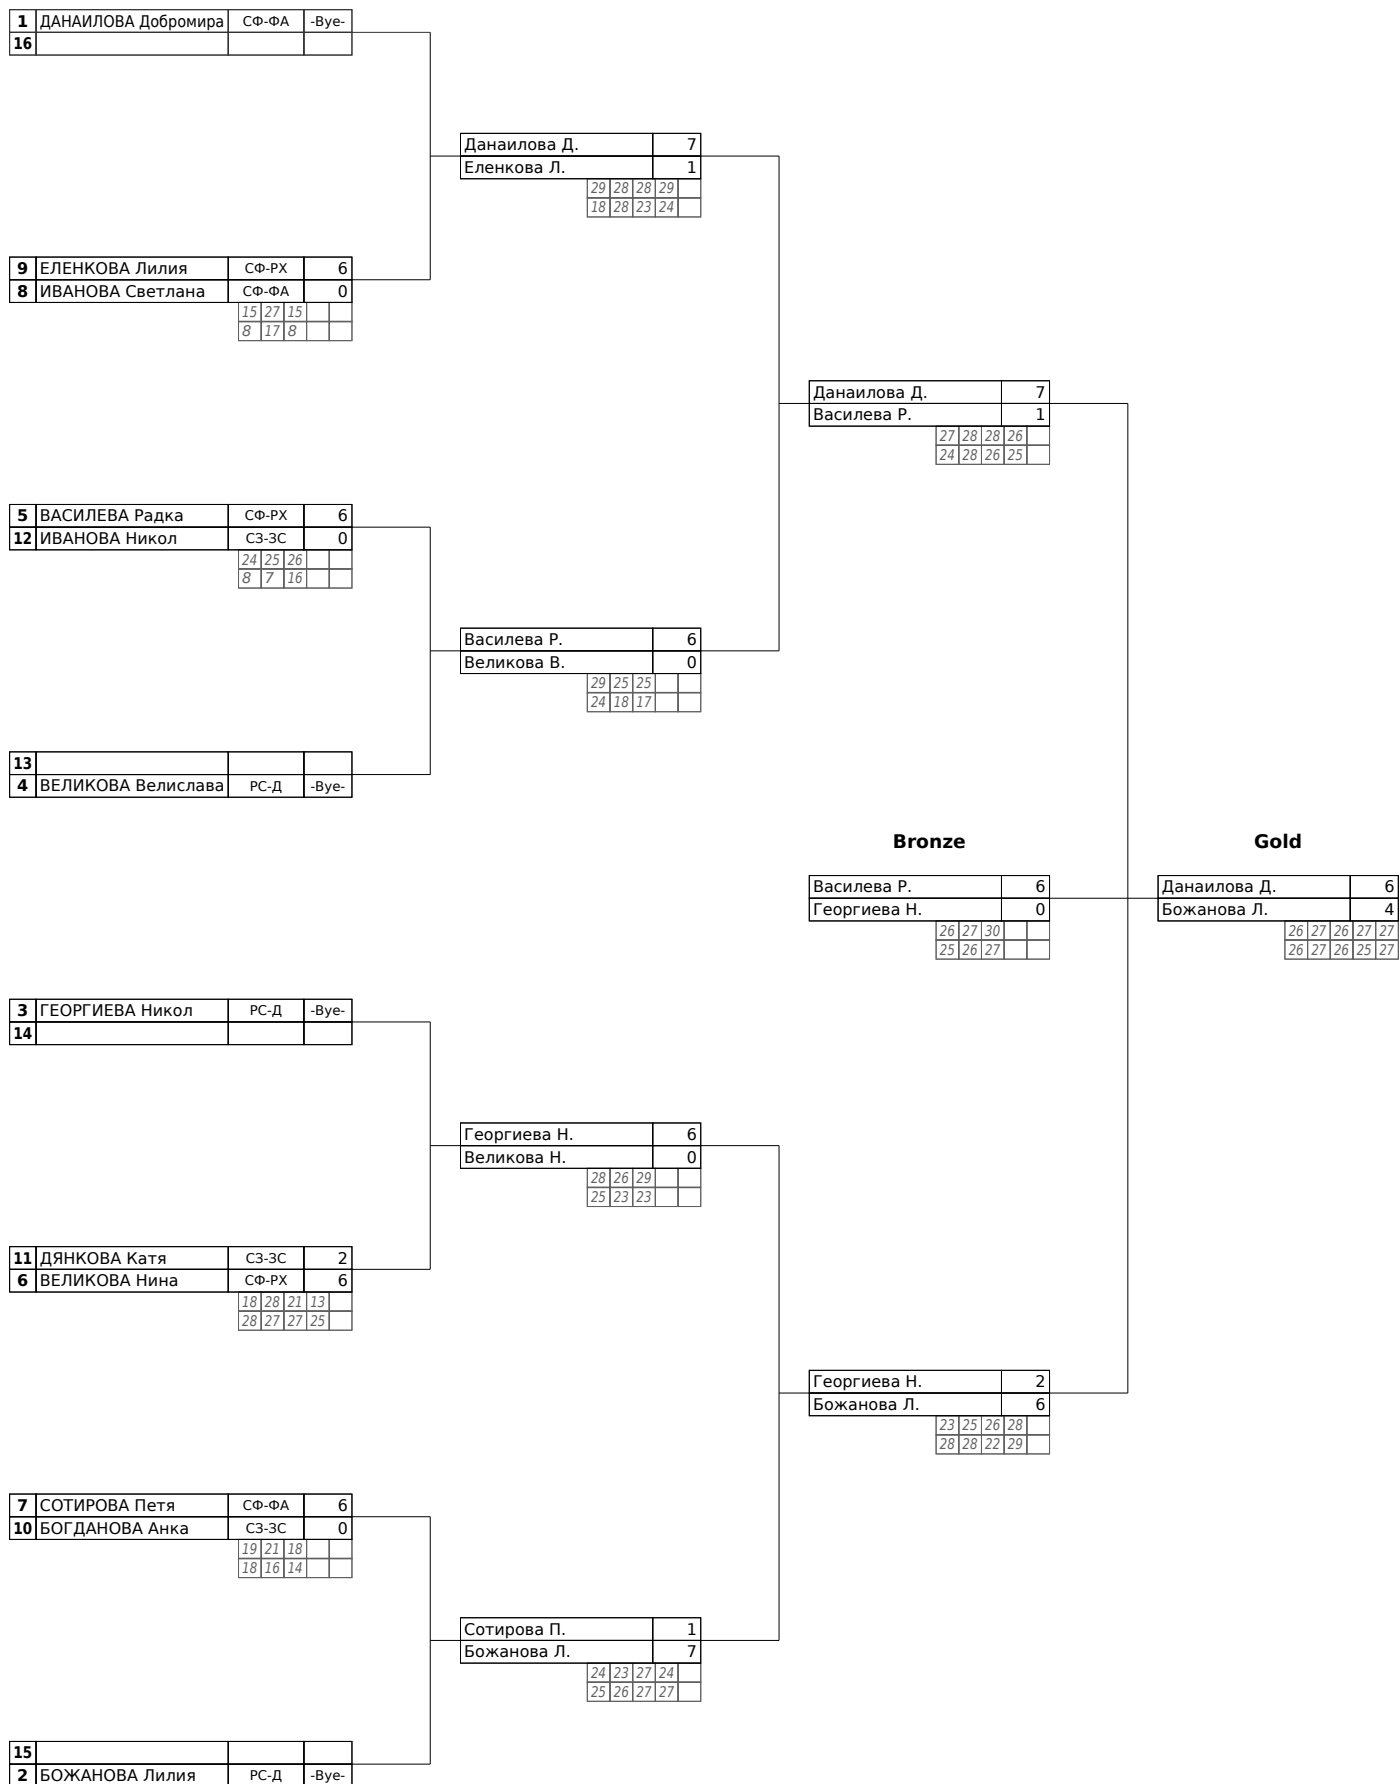 1 ДАНАИЛОВА Добромира СФ-ФА -Bye-
16
Данаилова Д. 7
Еленкова Л. 1
29 28 28 29
18 28 23 24
9 ЕЛЕНКОВА Лилия СФ-РХ 6
8 ИВАНОВА Светлана СФ-ФА 0
15 27 15
8 17 8
Данаилова Д. 7
Василева Р. 1
27 28 28 26
24 28 26 25
5 ВАСИЛЕВА Радка СФ-РХ 6
12 ИВАНОВА Никол СЗ-ЗС 0
24 25 26
8 7 16
Василева Р. 6
Великова В. 0
29 25 25
24 18 17
13
4 ВЕЛИКОВА Велислава РС-Д -Bye-
Bronze Gold
Василева Р. 6
Георгиева Н. 0
26 27 30
25 26 27
Данаилова Д. 6
Божанова Л. 4
26 27 26 27 27
26 27 26 25 27
3 ГЕОРГИЕВА Никол РС-Д -Bye-
14
Георгиева Н. 6
Великова Н. 0
28 26 29
25 23 23
11 ДЯНКОВА Катя СЗ-ЗС 2
6 ВЕЛИКОВА Нина СФ-РХ 6
18 28 21 13
28 27 27 25
Георгиева Н. 2
Божанова Л. 6
23 25 26 28
28 28 22 29
7 СОТИРОВА Петя СФ-ФА 6
10 БОГДАНОВА Анка СЗ-ЗС 0
19 21 18
18 16 14
Сотирова П. 1
Божанова Л. 7
24 23 27 24
25 26 27 27
15
2 БОЖАНОВА Лилия РС-Д -Bye-